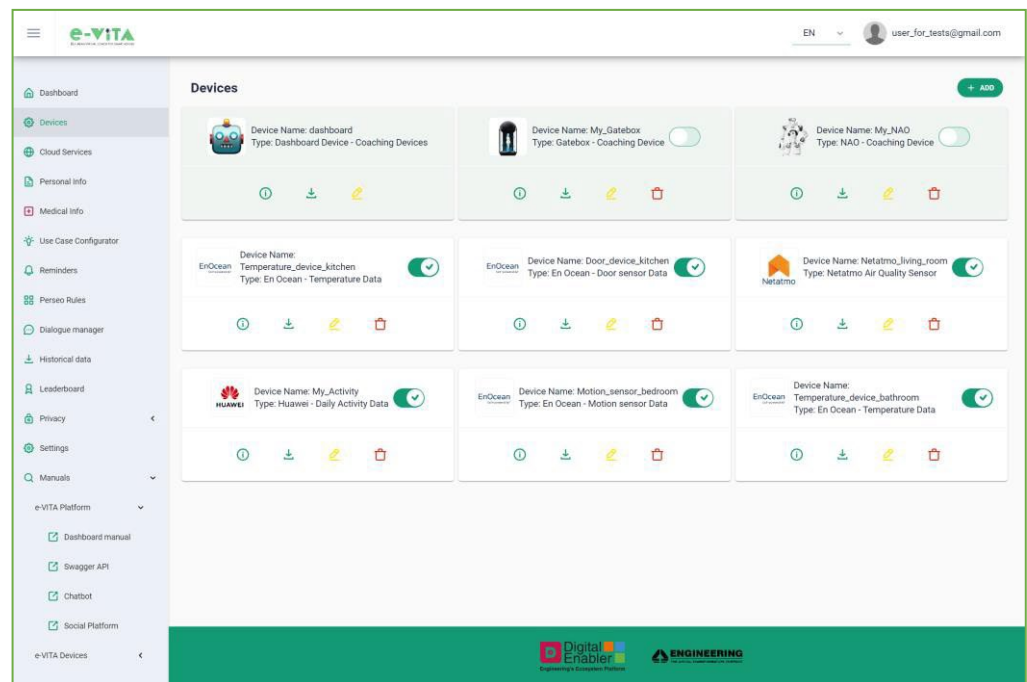 e-ViTA
EN
user_for_tests@gmail.com
Dashboard
Devices
Cloud Services
Personal Info
Medical Info
Use Case Configurator
Reminders
Perseo Rules
Dialogue manager
Historical data
Leaderboard
Privacy
Settings
Manuals
e-VITA Platform
Dashboard manual
Swagger API
Chatbot
Social Platform
e-VITA Devices
Devices
+ ADD
Device Name: dashboard
Type: Dashboard Device - Coaching Devices
Device Name: My_Gatebox
Type: Gatebox - Coaching Device
Device Name: My_NAO
Type: NAO - Coaching Device
EnOcean
Device Name:
Temperature_device_kitchen
Type: En Ocean - Temperature Data
EnOcean
Device Name: Door_device_kitchen
Type: En Ocean - Door sensor Data
Netatmo
Device Name: Netatmo_living_room
Type: Netatmo Air Quality Sensor
HUAWEI
Device Name: My_Activity
Type: Huawei - Daily Activity Data
EnOcean
Device Name: Motion_sensor_bedroom
Type: En Ocean - Motion sensor Data
EnOcean
Device Name:
Temperature_device_bathroom
Type: En Ocean - Temperature Data
Digital
Enabler
Engineering's Ecosystem Platform
ENGINEERING